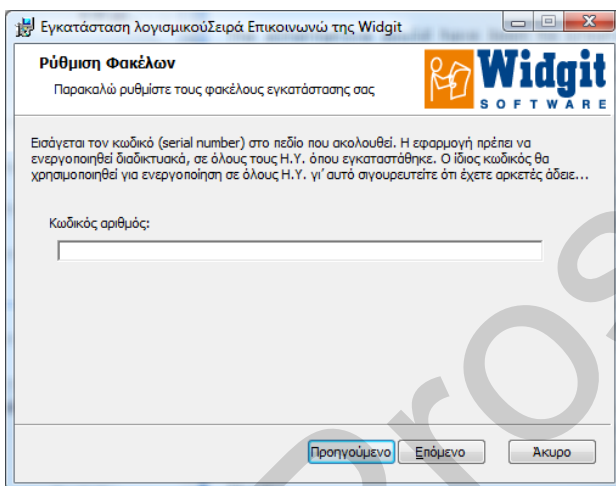 Εγκατάσταση λογισμικούΣειρά Επικοινωνώ της Widgit
Ρύθμιση Φακέλων
Παρακαλώ ρυθμίστε τους φακέλους εγκατάστασης σας
Widgit
SOFTWARE
Εισάγεται τον κωδικό (serial number) στο πεδίο που ακολουθεί. Η εφαρμογή πρέπει να
ενεργοποιηθεί διαδικτυακά, σε όλους τους Η.Υ. όπου εγκαταστάθηκε. Ο ίδιος κωδικός θα
χρησιμοποιηθεί για ενεργοποίηση σε όλους Η.Υ. γι΄αυτό σιγουρευτείτε ότι έχετε αρκετές άδειε...
Κωδικός αριθμός:
Προηγούμενο Επόμενο Άκυρο
Pros